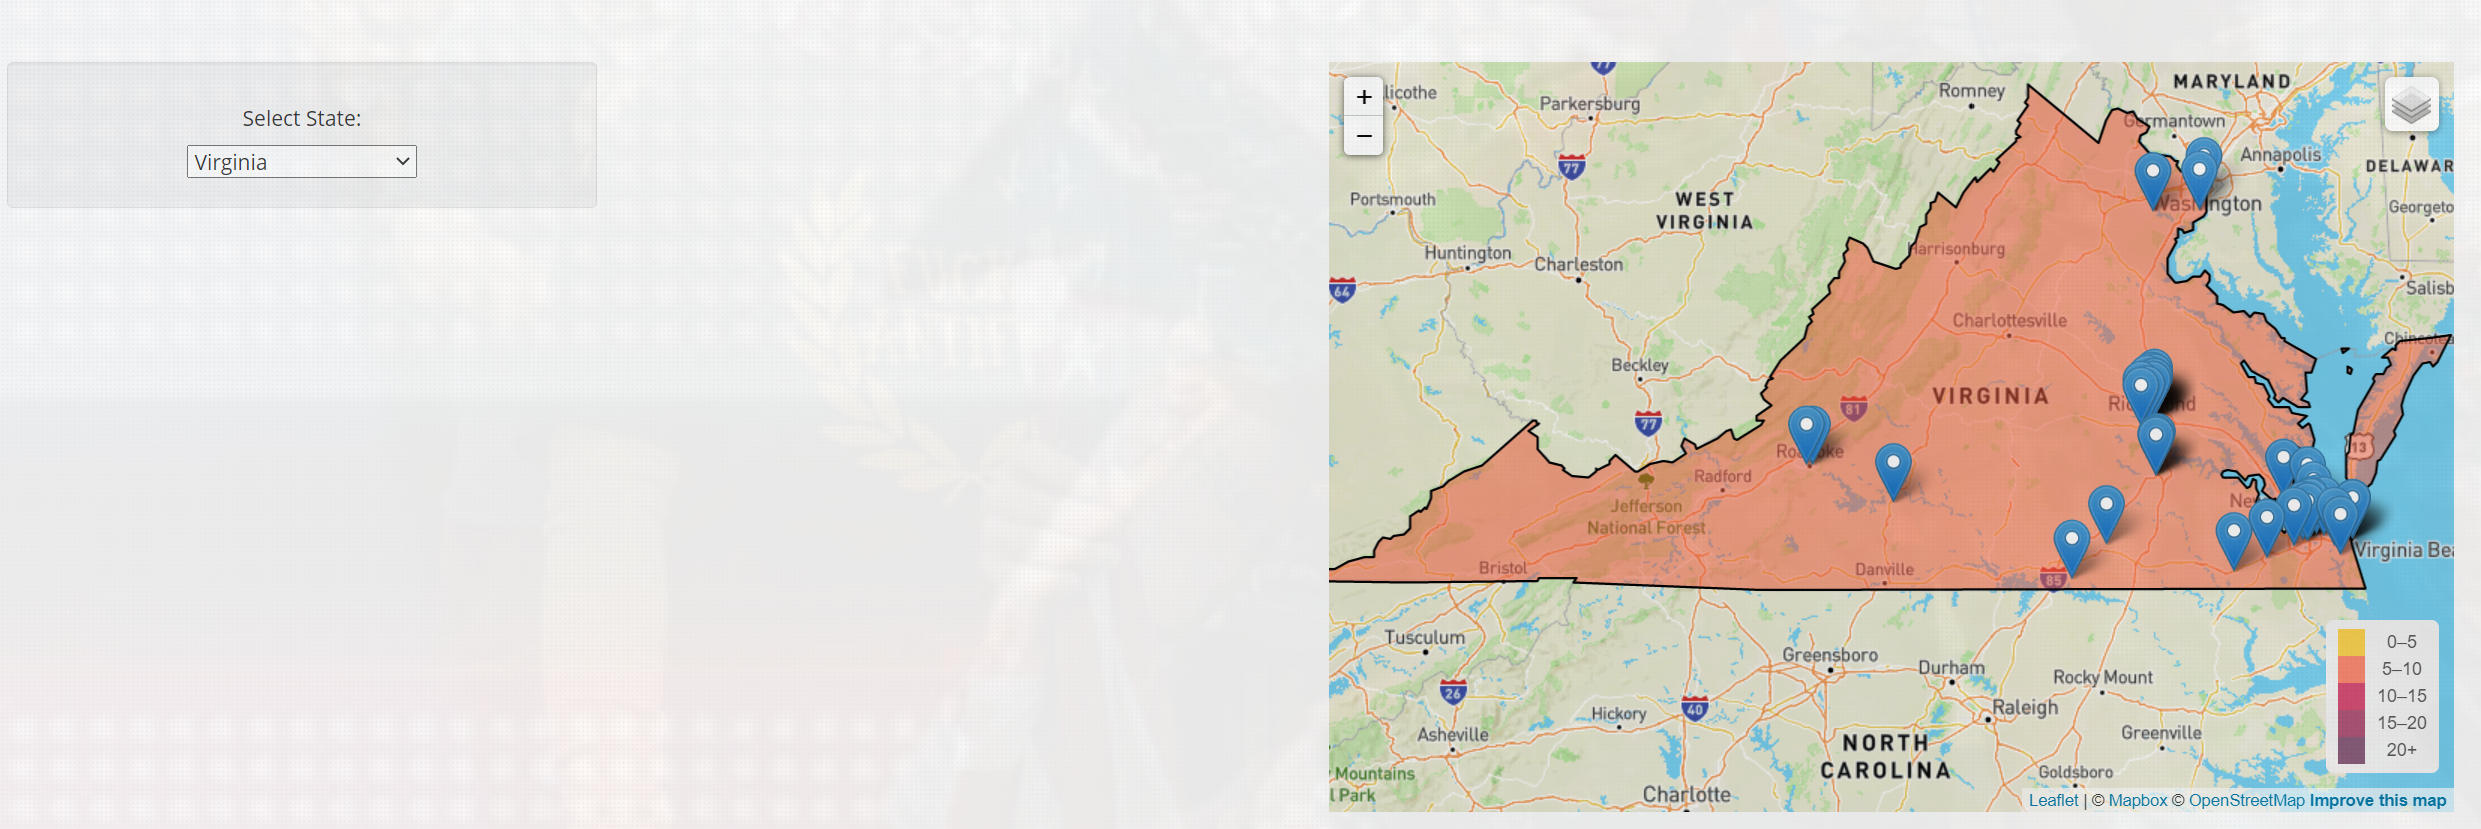 Select State:
Virginia
+
−
77
licothe
Parkersburg
Romney
MARYLAND
Germantown
Annapolis
DELAWAR
77
Portsmouth
WEST
VIRGINIA
Washington
Georgeto
Huntington
Charleston
Harrisonburg
64
Salisb
Charlottesville
Chincotea
Beckley
VIRGINIA
81
77
13
Radford
Jefferson
National Forest
Virginia Bea
Bristol
Danville
85
Tusculum
Greensboro
Durham
Rocky Mount
26
40
Hickory
Raleigh
Asheville
Greenville
NORTH
CAROLINA
Mountains
l Park
Goldsboro
Charlotte
0–5
5–10
10–15
15–20
20+
Leaflet | © Mapbox © OpenStreetMap Improve this map